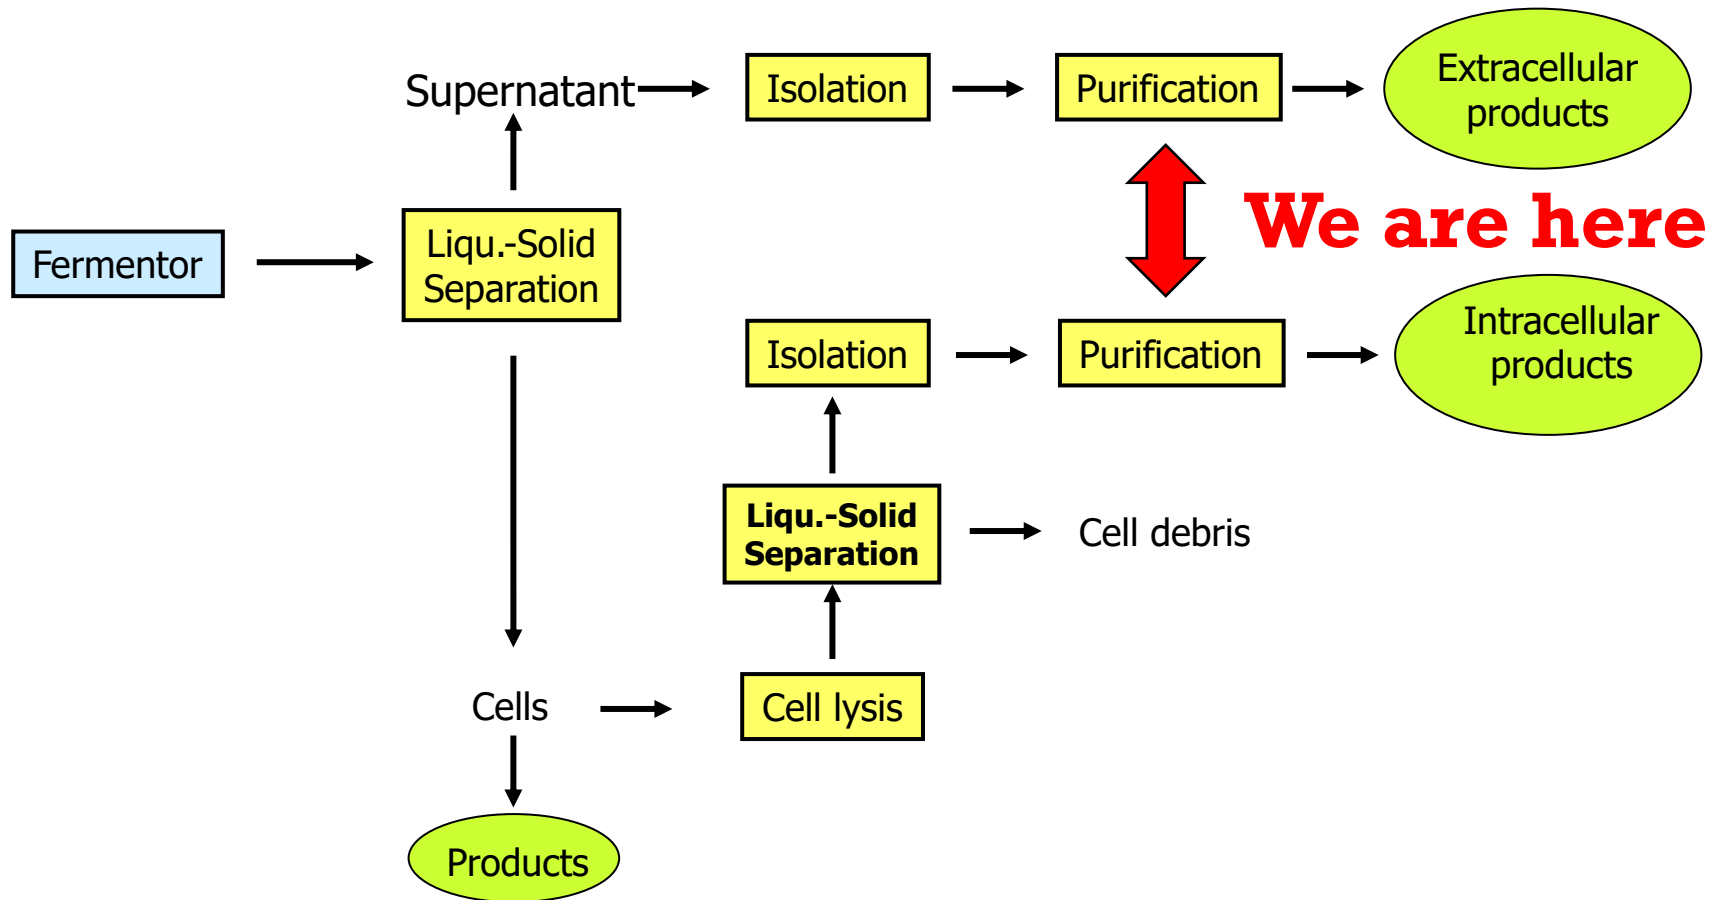 Supernatant
Isolation
Purification
Extracellular
products
We are here
Fermentor
Liqu.-Solid
Separation
Isolation
Purification
Intracellular
products
Liqu.-Solid
Separation
Cell debris
Cells
Cell lysis
Products